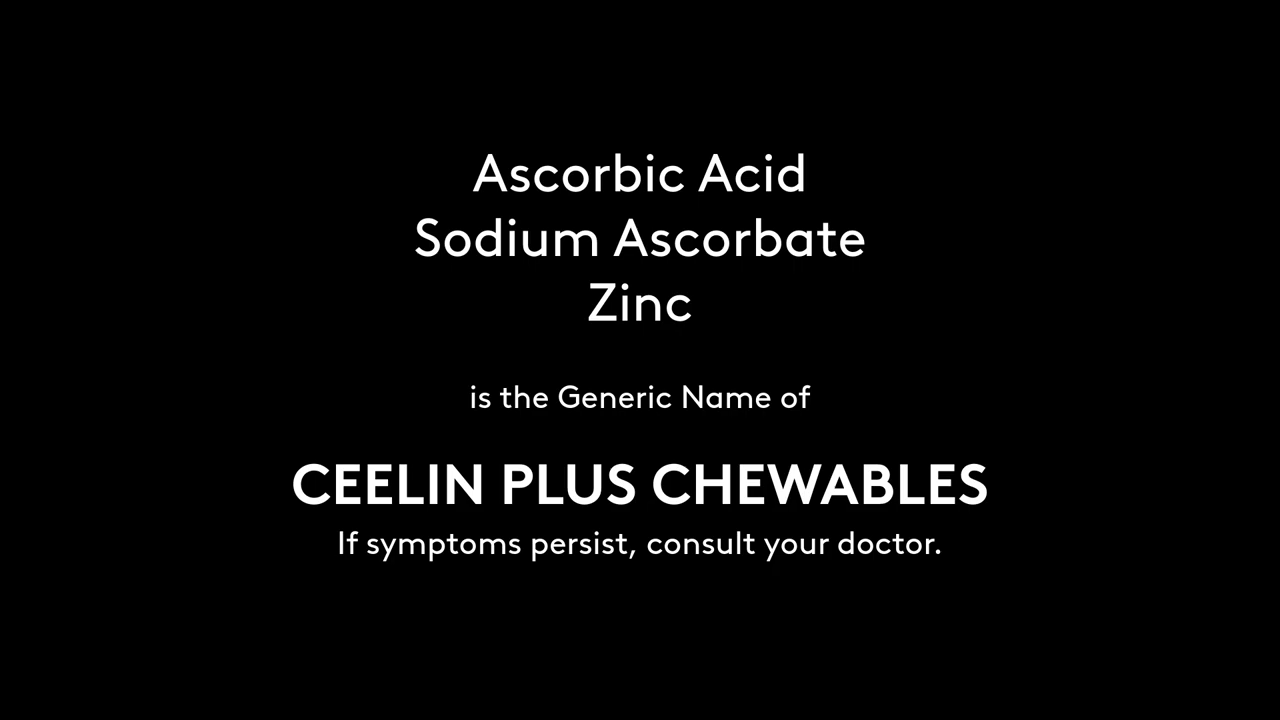 Ascorbic Acid
Sodium Ascorbate
Zinc
is the Generic Name of
CEELIN PLUS CHEWABLES
If symptoms persist, consult your doctor.